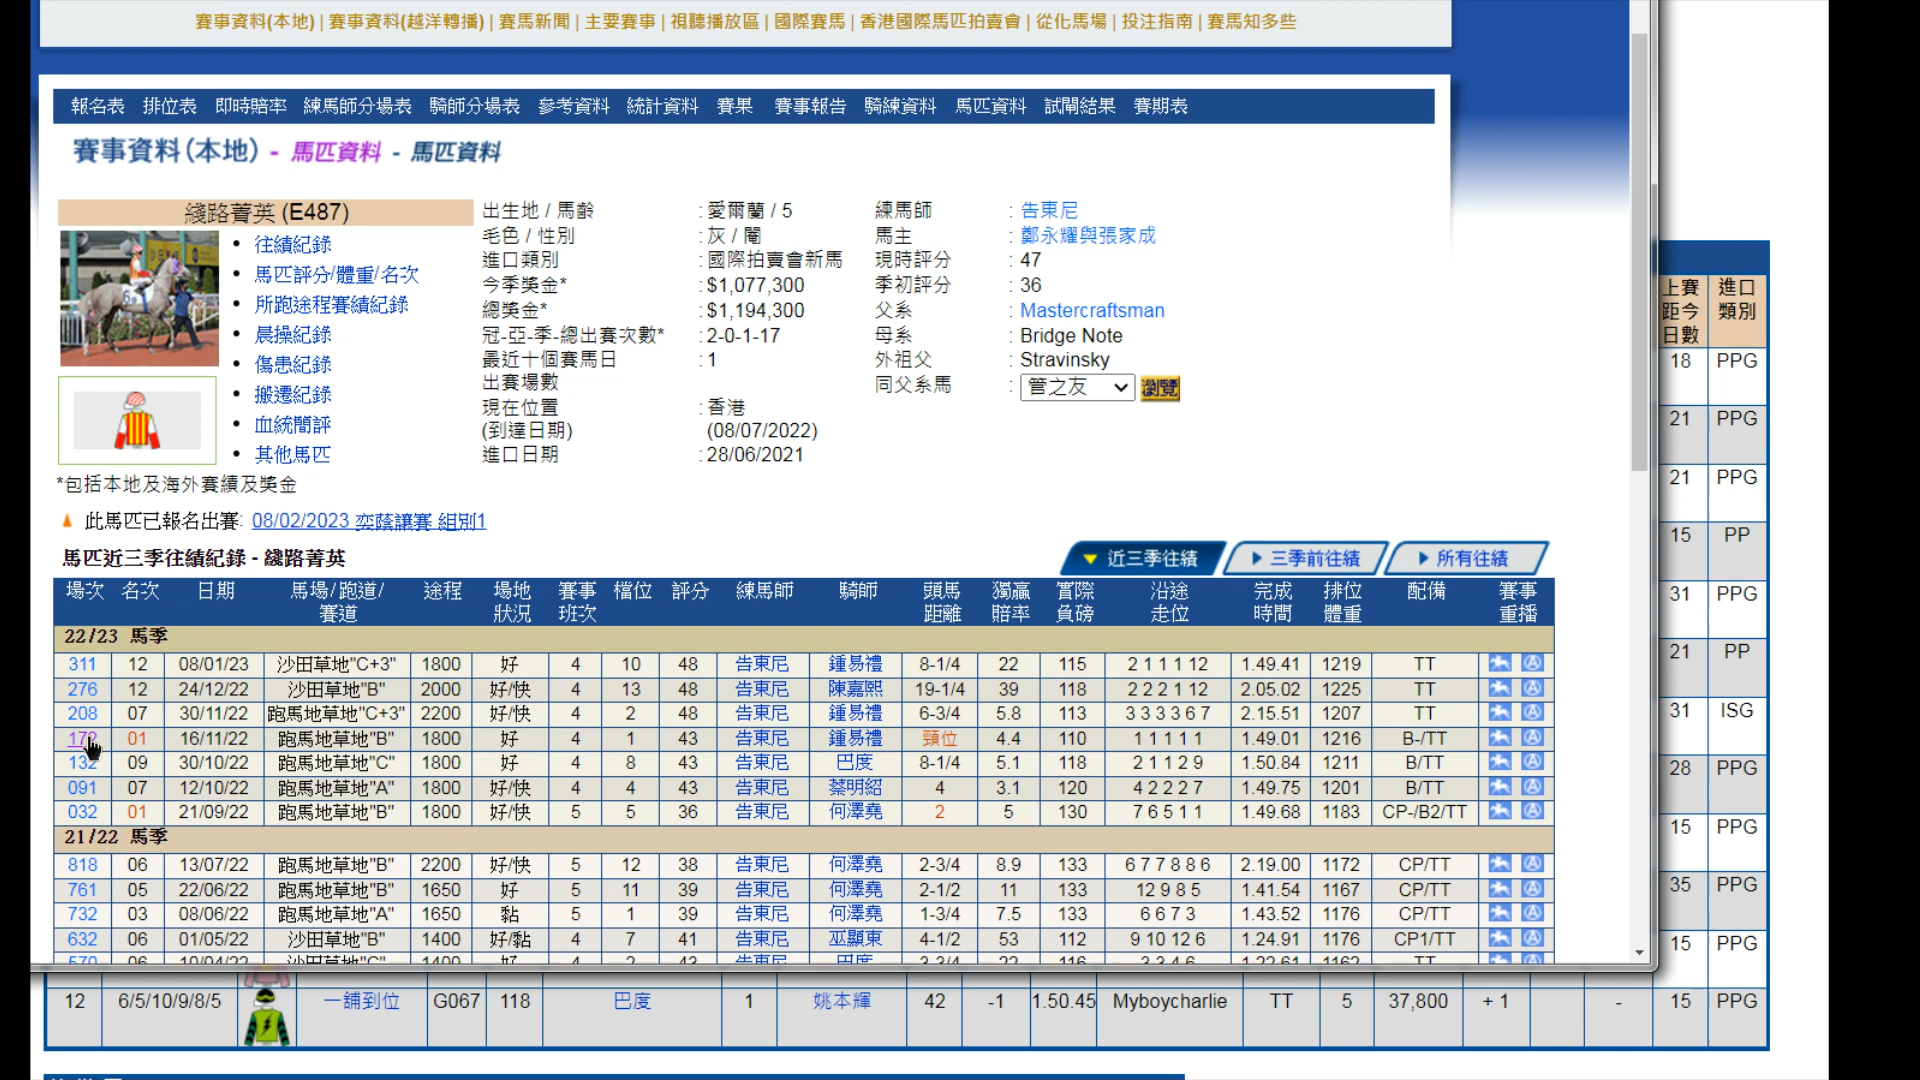 賽事資料(本地) | 賽事資料(越洋轉播) | 賽馬新聞 | 主要賽事 | 視聽播放區 | 國際賽馬 | 香港國際馬匹拍賣會 | 從化馬場 | 投注指南 | 賽馬知多些
報名表 排位表 即時賠率 練馬師分場表 騎師分場表 參考資料 統計資料 賽果 賽事報告 騎練資料 馬匹資料 試閘結果 賽期表
賽事資料(本地) - 馬匹資料 - 馬匹資料
綫路菁英 (E487)
往績紀錄
馬匹評分/體重/名次
所跑途程賽績紀錄
晨操紀錄
傷患紀錄
搬遷紀錄
血統簡評
其他馬匹
出生地 / 馬齡 : 愛爾蘭 / 5 練馬師 : 告東尼
毛色 / 性別 : 灰 / 閹 馬主 : 鄭永耀與張家成
進口類別 : 國際拍賣會新馬 現時評分 : 47
今季獎金* : $1,077,300 季初評分 : 36
總獎金* : $1,194,300 父系 : Mastercraftsman
冠-亞-季-總出賽次數* : 2-0-1-17 母系 : Bridge Note
最近十個賽馬日 : 1 外祖父 : Stravinsky
出賽場數 同父系馬 : 管之友 瀏覽
現在位置 : 香港
(到達日期) (08/07/2022)
進口日期 : 28/06/2021
*包括本地及海外賽績及獎金
此馬匹已報名出賽: 08/02/2023 奕蔭讓賽 組別1
馬匹近三季往績紀錄 - 綫路菁英 近三季往績 三季前往績 所有往績
場次 名次 日期 馬場/跑道/賽道 途程 場地狀況 賽事班次 檔位 評分 練馬師 騎師 頭馬距離 獨贏賠率 實際負磅 沿途走位 完成時間 排位體重 配備 賽事重播
22/23 馬季
311 12 08/01/23 沙田草地"C+3" 1800 好 4 10 48 告東尼 鍾易禮 8-1/4 22 115 2 1 1 1 12 1.49.41 1219 TT
276 12 24/12/22 沙田草地"B" 2000 好/快 4 13 48 告東尼 陳嘉熙 19-1/4 39 118 2 2 2 1 12 2.05.02 1225 TT
208 07 30/11/22 跑馬地草地"C+3" 2200 好/快 4 2 48 告東尼 鍾易禮 6-3/4 5.8 113 3 3 3 3 6 7 2.15.51 1207 TT
01 16/11/22 跑馬地草地"B" 1800 好 4 1 43 告東尼 鍾易禮 頸位 4.4 110 1 1 1 1 1 1.49.01 1216 B-/TT
132 09 30/10/22 跑馬地草地"C" 1800 好 4 8 43 告東尼 巴度 8-1/4 5.1 118 2 1 1 2 9 1.50.84 1211 B/TT
091 07 12/10/22 跑馬地草地"A" 1800 好/快 4 4 43 告東尼 蔡明紹 4 3.1 120 4 2 2 2 7 1.49.75 1201 B/TT
032 01 21/09/22 跑馬地草地"B" 1800 好/快 5 5 36 告東尼 何澤堯 2 5 130 7 6 5 1 1 1.49.68 1183 CP-/B2/TT
21/22 馬季
818 06 13/07/22 跑馬地草地"B" 2200 好/快 5 12 38 告東尼 何澤堯 2-3/4 8.9 133 6 7 7 8 8 6 2.19.00 1172 CP/TT
761 05 22/06/22 跑馬地草地"B" 1650 好 5 11 39 告東尼 何澤堯 2-1/2 11 133 12 9 8 5 1.41.54 1167 CP/TT
732 03 08/06/22 跑馬地草地"A" 1650 黏 5 1 39 告東尼 何澤堯 1-3/4 7.5 133 6 6 7 3 1.43.52 1176 CP/TT
632 06 01/05/22 沙田草地"B" 1400 好/黏 4 7 41 告東尼 巫顯東 4-1/2 53 112 9 10 12 6 1.24.91 1176 CP1/TT
12 6/5/10/9/8/5 一舖到位 G067 118 巴度 1 姚本輝 42 -1 1.50.45 Myboycharlie TT 5 37,800 + 1 - 15 PPG
上賽距今日數 進口類別
18 PPG
21 PPG
21 PPG
15 PP
31 PPG
21 PP
31 ISG
28 PPG
15 PPG
35 PPG
15 PPG